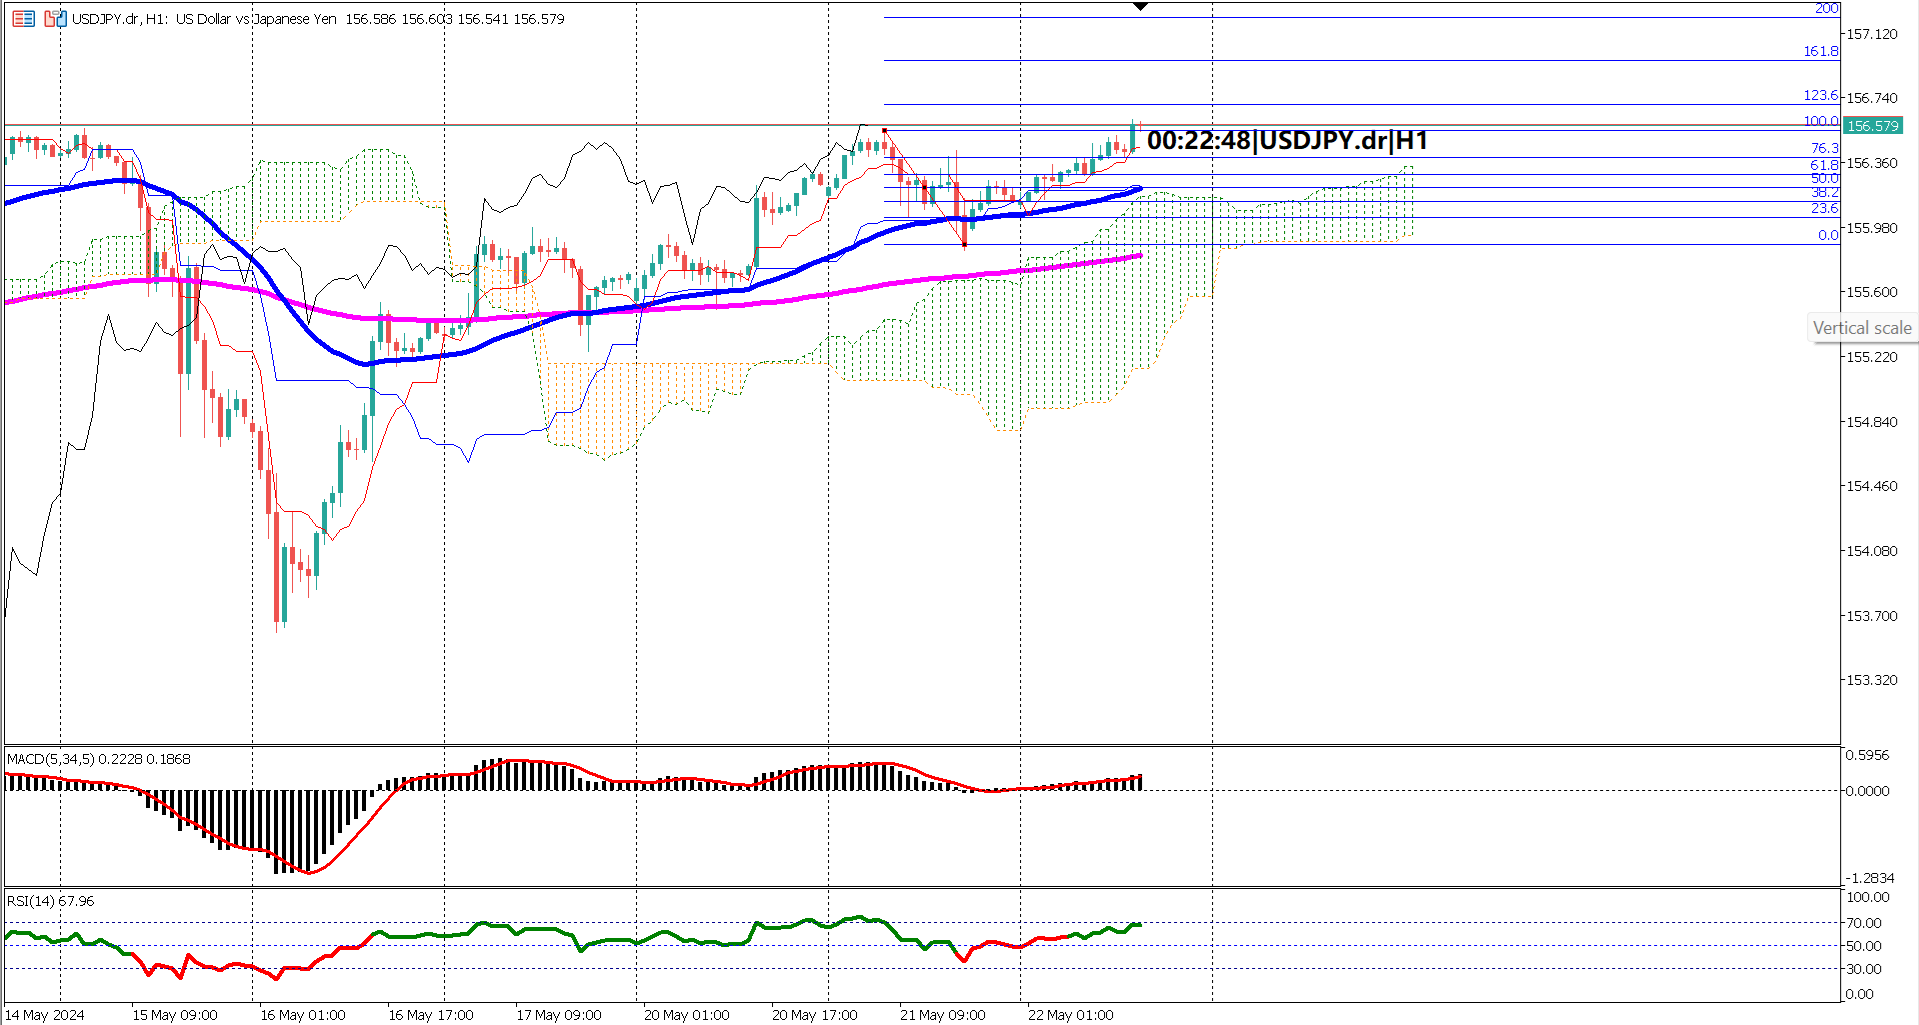 USDJPY.dr, H1: US Dollar vs Japanese Yen 156.586 156.603 156.541 156.579
200
157.120
161.8
123.6
156.740
100.0
156.579
00:22:48|USDJPY.dr|H1
76.3
156.360
61.8
50.0
38.2
23.6
155.980
0.0
155.600
Vertical scale
155.220
154.840
154.460
154.080
153.700
153.320
MACD(5,34,5) 0.2228 0.1868
0.5956
0.0000
-1.2834
RSI(14) 67.96
100.00
70.00
50.00
30.00
0.00
14 May 2024
15 May 09:00
16 May 01:00
16 May 17:00
17 May 09:00
20 May 01:00
20 May 17:00
21 May 09:00
22 May 01:00